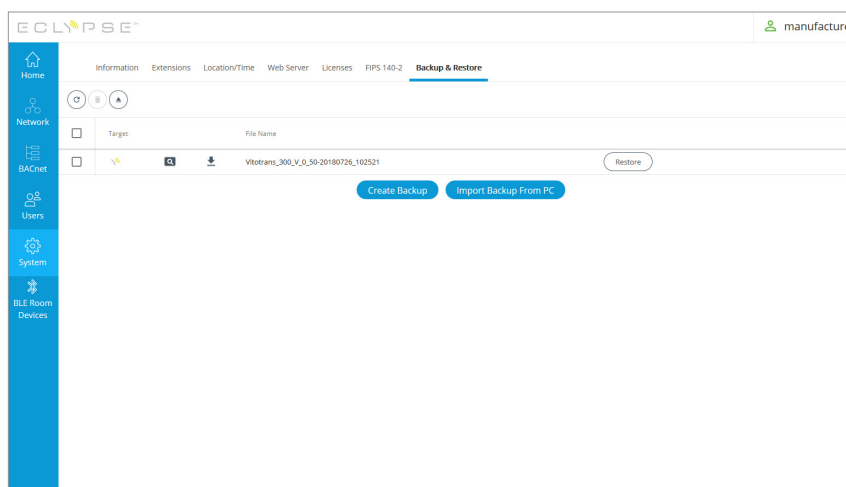 ECLYPSE™
manufacture
Home
Network
BACnet
Users
System
BLE Room
Devices
Information Extensions Location/Time Web Server Licenses FIPS 140-2 Backup & Restore
Target File Name
Vitotrans_300_V_0_50-20180726_102521 Restore
Create Backup Import Backup From PC